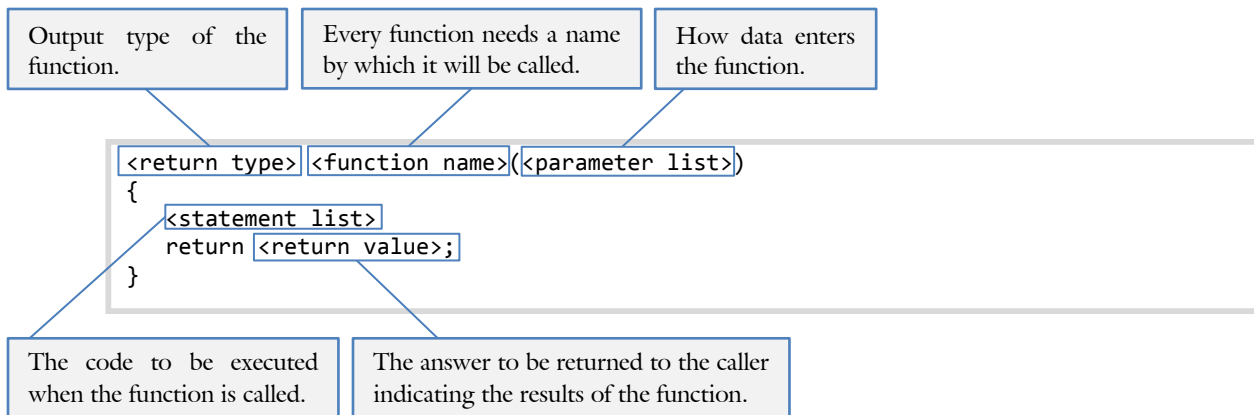 Output type of the
function.
Every function needs a name
by which it will be called.
How data enters
the function.
<return type> <function name>(<parameter list>)
{
<statement list>
return <return value>;
}
The code to be executed
when the function is called.
The answer to be returned to the caller
indicating the results of the function.